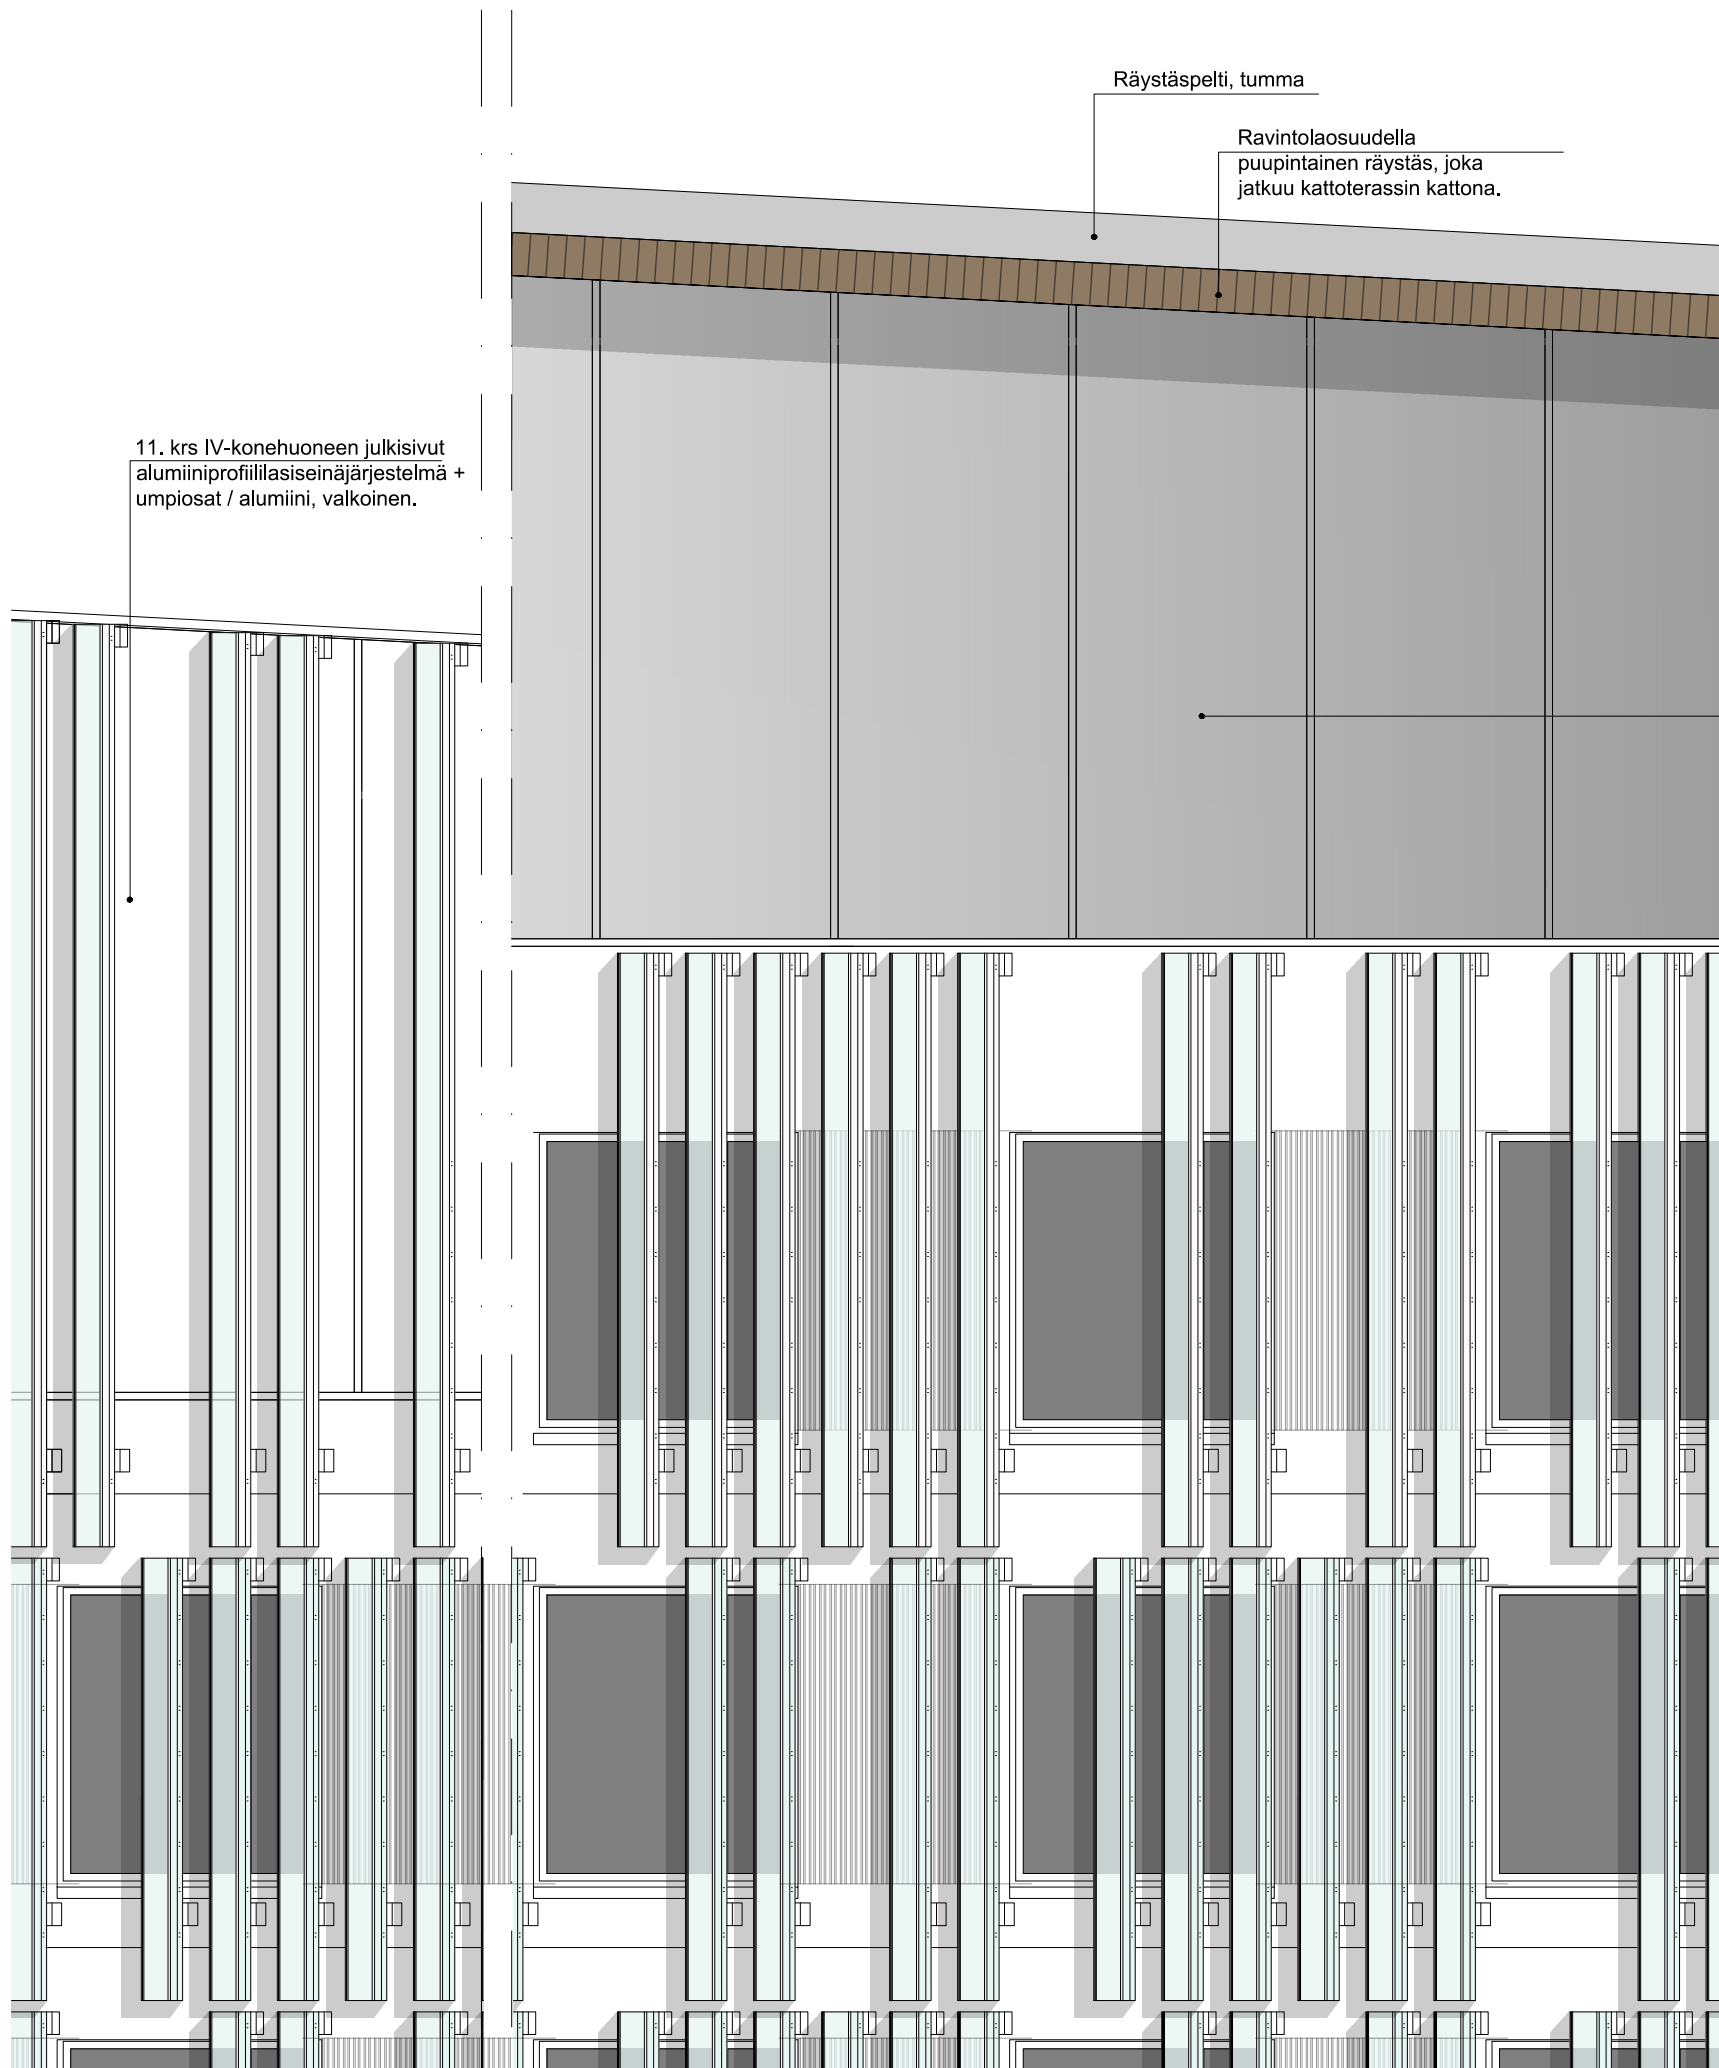 Räystäspelti, tumma
Ravintolaosuudella
puupintainen räystäs, joka
jatkuu kattoterassin kattona.
11. krs IV-konehuoneen julkisivut
alumiiniprofiililasiseinäjärjestelmä +
umpiosat / alumiini, valkoinen.